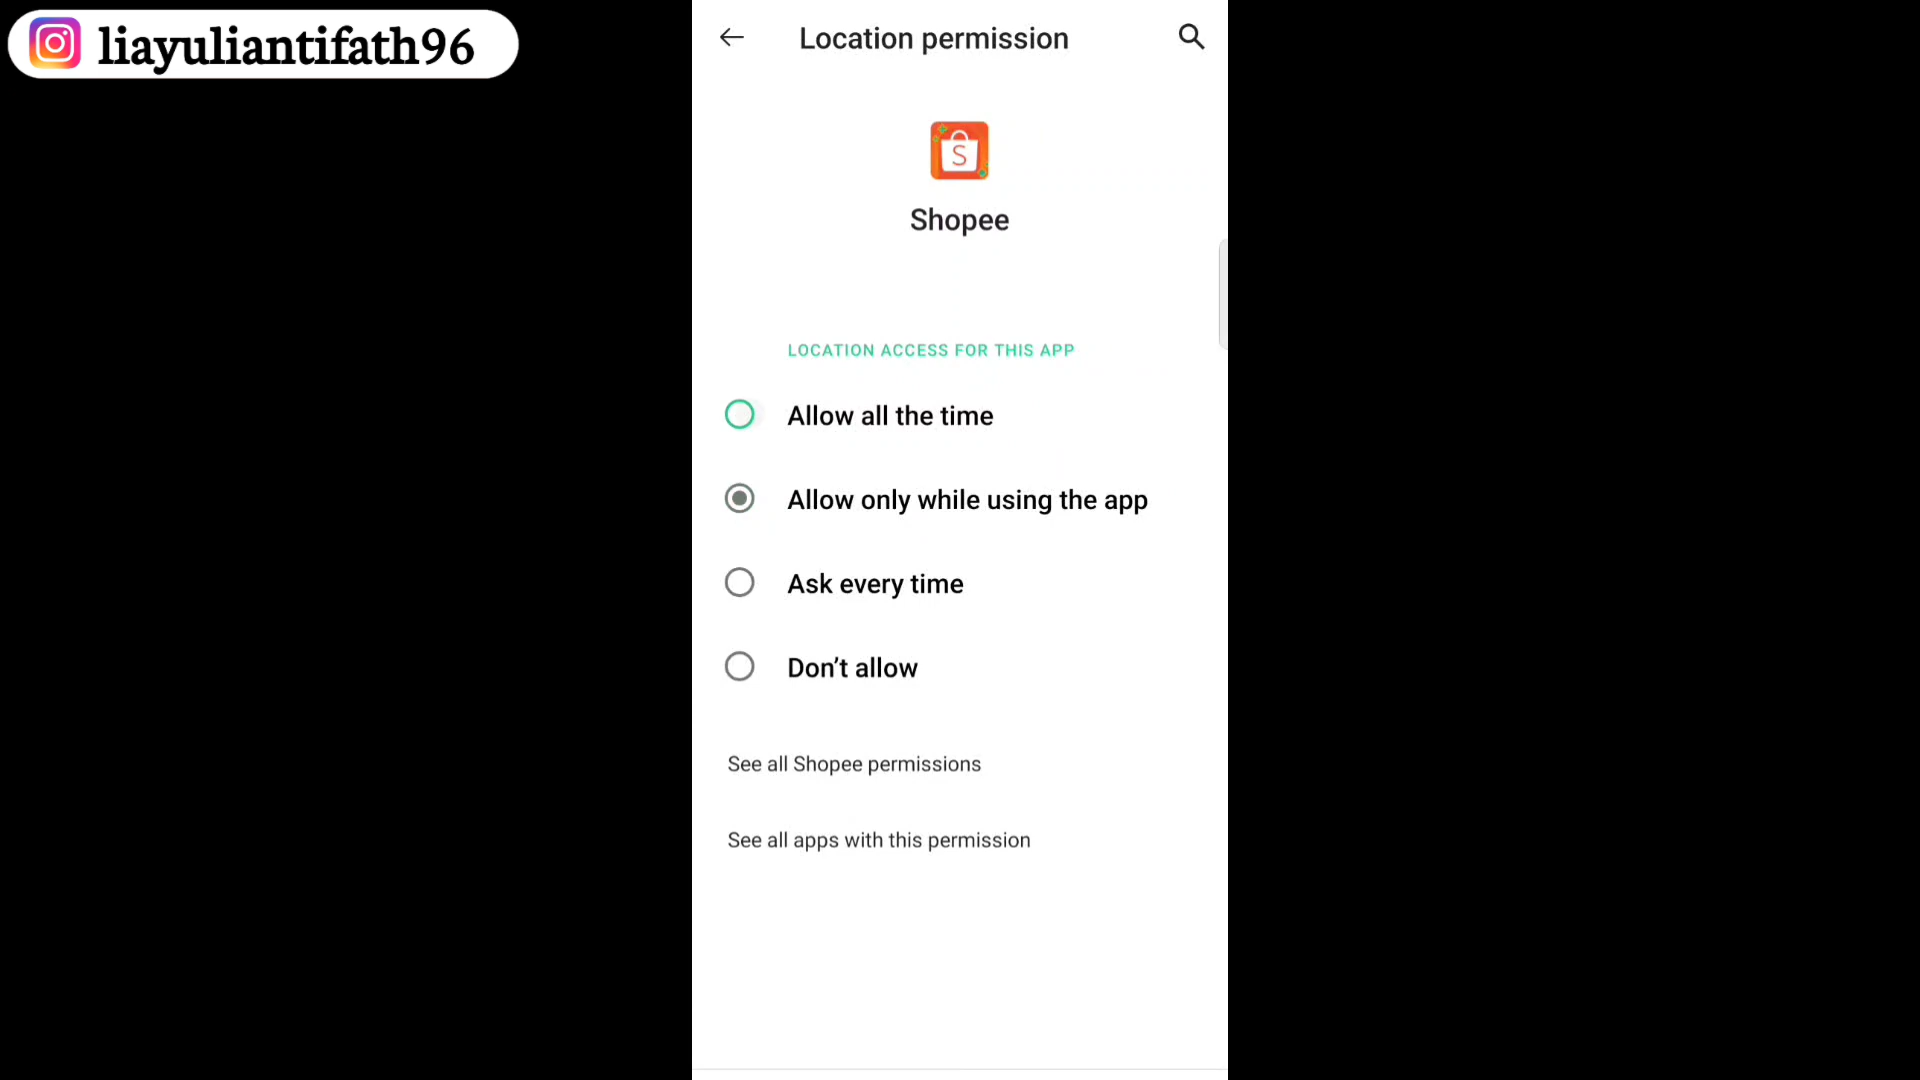 liayuliantifath96
Location permission
S
Shopee
LOCATION ACCESS FOR THIS APP
Allow all the time
Allow only while using the app
Ask every time
Don’t allow
See all Shopee permissions
See all apps with this permission